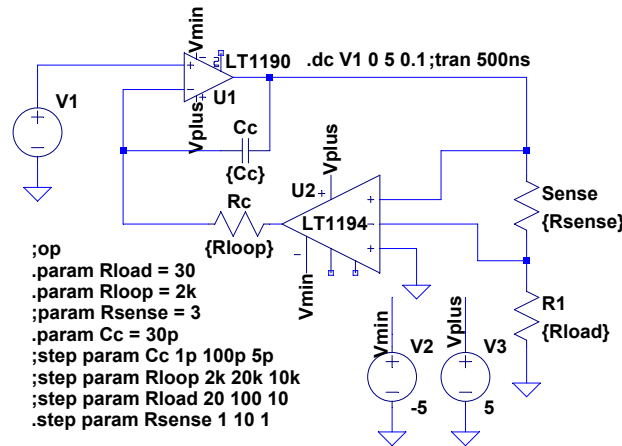 Vmin
LT1190
.dc V1 0 5 0.1;tran 500ns
U1
V1
Vplus
Cc
{Cc}
Vplus
U2
Rc
LT1194
Sense
{Rsense}
{Rloop}
Vmin
;op
.param Rload = 30
.param Rloop = 2k
;param Rsense = 3
.param Cc = 30p
;step param Cc 1p 100p 5p
;step param Rloop 2k 20k 10k
;step param Rload 20 100 10
.step param Rsense 1 10 1
R1
{Rload}
Vmin
V2
-5
Vplus
V3
5